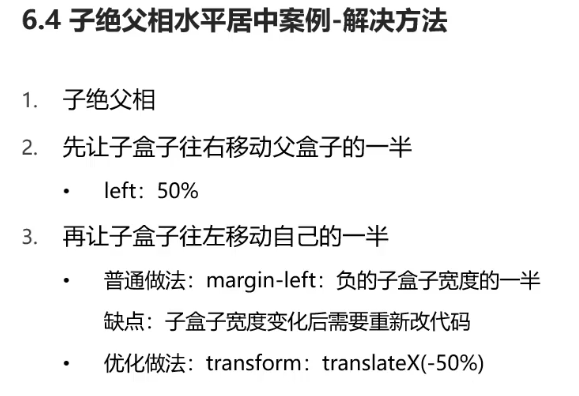 6.4 子绝父相水平居中案例-解决方法
1. 子绝父相
2. 先让子盒子往右移动父盒子的一半
• left：50%
3. 再让子盒子往左移动自己的一半
• 普通做法：margin-left：负的子盒子宽度的一半
缺点：子盒子宽度变化后需要重新改代码
• 优化做法：transform：translateX(-50%)